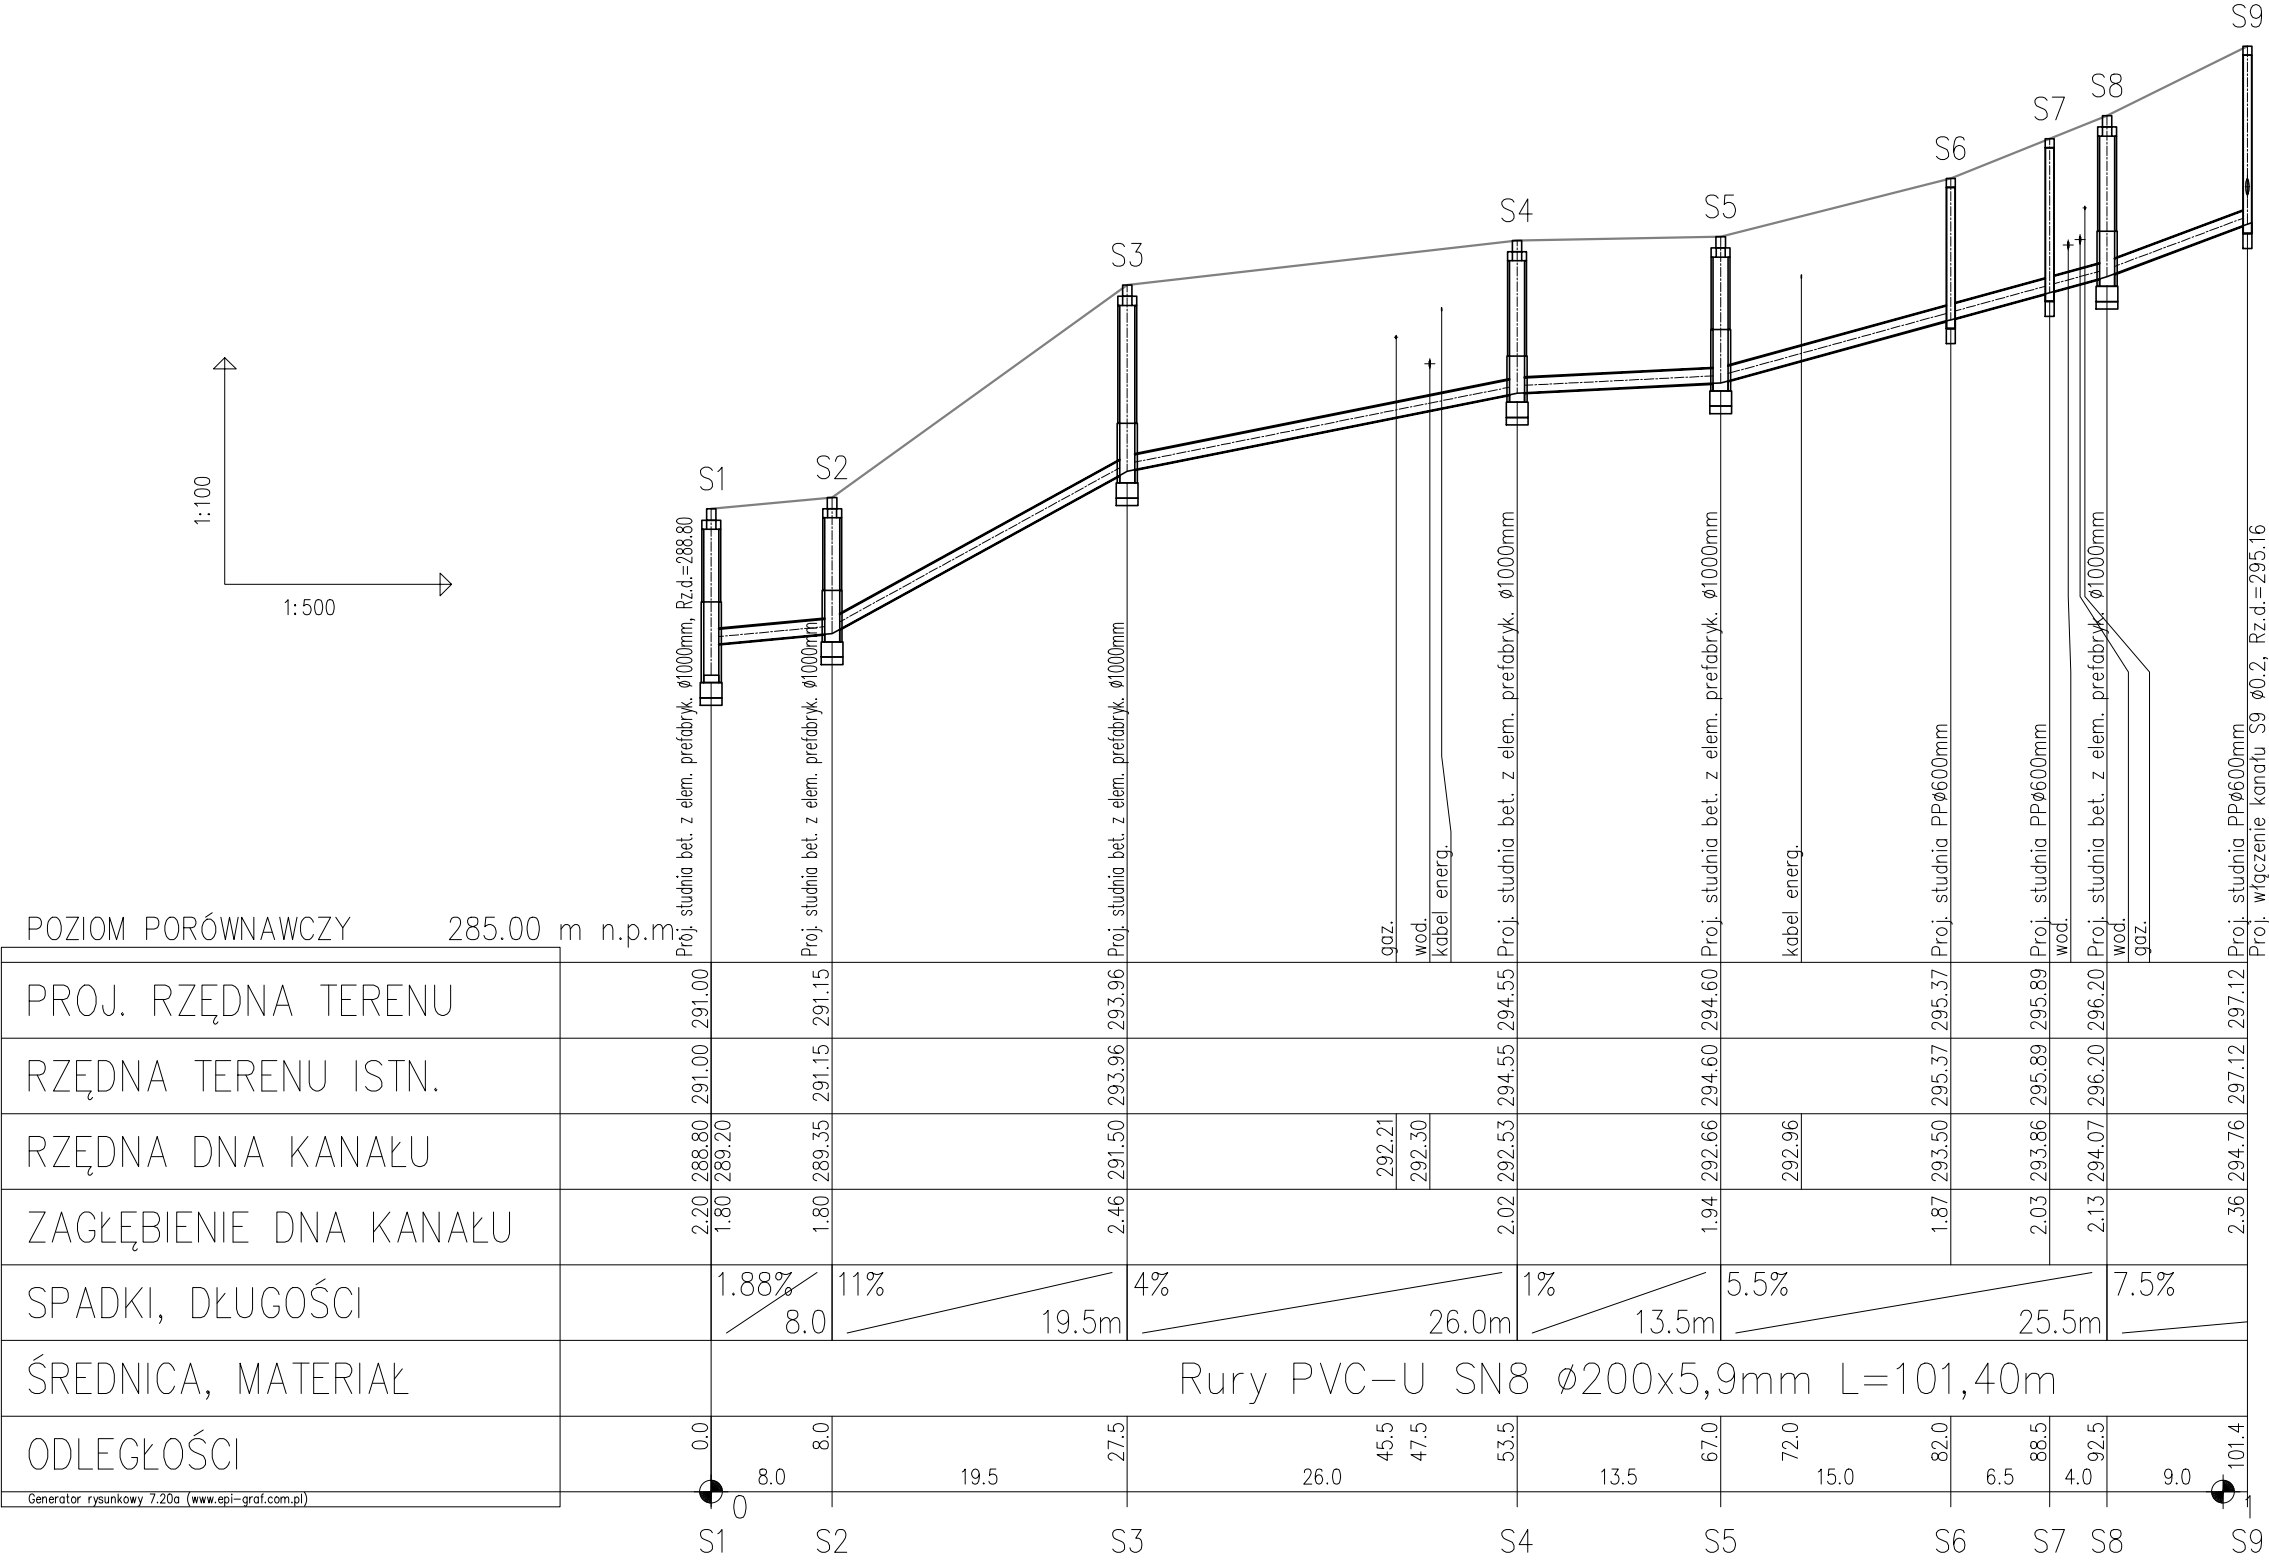 S9
S8
S7
S6
S5
S4
S3
S2
S1
1:100
1:500
Proj. studnia bet. z elem. prefabryk. ø1000mm, Rz.d.=288.80
Proj. studnia bet. z elem. prefabryk. ø1000mm
Proj. studnia bet. z elem. prefabryk. ø1000mm
gaz.
wod.
kabel energ.
Proj. studnia bet. z elem. prefabryk. ø1000mm
Proj. studnia bet. z elem. prefabryk. ø1000mm
kabel energ.
Proj. studnia PPø600mm
Proj. studnia PPø600mm
wod.
Proj. studnia bet. z elem. prefabryk. ø1000mm
wod.
gaz.
Proj. studnia PPø600mm
Proj. włączenie kanału S9 ø0.2, Rz.d.=295.16
POZIOM PORÓWNAWCZY 285.00 m n.p.m.
PROJ. RZĘDNA TERENU 291.00 291.15 293.96 294.55 294.60 295.37 295.89 296.20 297.12
RZĘDNA TERENU ISTN. 291.00 291.15 293.96 294.55 294.60 295.37 295.89 296.20 297.12
RZĘDNA DNA KANAŁU 288.80 289.20 289.35 291.50 292.21 292.30 292.53 292.66 292.96 293.50 293.86 294.07 294.76
ZAGŁĘBIENIE DNA KANAŁU 2.20 1.80 1.80 2.46 2.02 1.94 1.87 2.03 2.13 2.36
SPADKI, DŁUGOŚCI 1.88% 8.0 11% 19.5m 4% 26.0m 1% 13.5m 5.5% 25.5m 7.5%
ŚREDNICA, MATERIAŁ Rury PVC-U SN8 ø200x5,9mm L=101,40m
ODLEGŁOŚCI 0.0 8.0 27.5 45.5 47.5 53.5 67.0 72.0 82.0 88.5 92.5 101.4
8.0 19.5 26.0 13.5 15.0 6.5 4.0 9.0
Generator rysunkowy 7.20a (www.epi-graf.com.pl)
0 1
S1 S2 S3 S4 S5 S6 S7 S8 S9